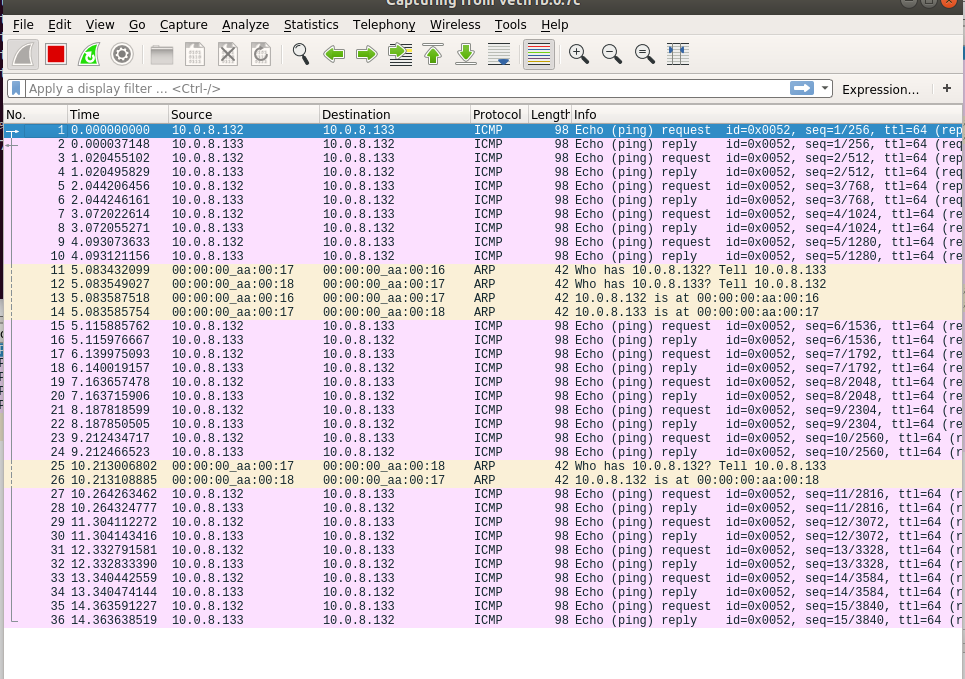 Capturing from veth1b.0.7c
File Edit View Go Capture Analyze Statistics Telephony Wireless Tools Help
Apply a display filter ... <Ctrl-/> Expression... +
No. Time Source Destination Protocol Length Info
1 0.000000000 10.0.8.132 10.0.8.133 ICMP 98 Echo (ping) request id=0x0052, seq=1/256, ttl=64 (rep
2 0.000037148 10.0.8.133 10.0.8.132 ICMP 98 Echo (ping) reply id=0x0052, seq=1/256, ttl=64 (req
3 1.020455102 10.0.8.132 10.0.8.133 ICMP 98 Echo (ping) request id=0x0052, seq=2/512, ttl=64 (rep
4 1.020495829 10.0.8.133 10.0.8.132 ICMP 98 Echo (ping) reply id=0x0052, seq=2/512, ttl=64 (req
5 2.044206456 10.0.8.132 10.0.8.133 ICMP 98 Echo (ping) request id=0x0052, seq=3/768, ttl=64 (rep
6 2.044246161 10.0.8.133 10.0.8.132 ICMP 98 Echo (ping) reply id=0x0052, seq=3/768, ttl=64 (req
7 3.072022614 10.0.8.132 10.0.8.133 ICMP 98 Echo (ping) request id=0x0052, seq=4/1024, ttl=64 (re
8 3.072055271 10.0.8.133 10.0.8.132 ICMP 98 Echo (ping) reply id=0x0052, seq=4/1024, ttl=64 (re
9 4.093073633 10.0.8.132 10.0.8.133 ICMP 98 Echo (ping) request id=0x0052, seq=5/1280, ttl=64 (re
10 4.093121156 10.0.8.133 10.0.8.132 ICMP 98 Echo (ping) reply id=0x0052, seq=5/1280, ttl=64 (re
11 5.083432099 00:00:00_aa:00:17 00:00:00_aa:00:16 ARP 42 Who has 10.0.8.132? Tell 10.0.8.133
12 5.083549027 00:00:00_aa:00:18 00:00:00_aa:00:17 ARP 42 Who has 10.0.8.133? Tell 10.0.8.132
13 5.083587518 00:00:00_aa:00:16 00:00:00_aa:00:17 ARP 42 10.0.8.132 is at 00:00:00:aa:00:16
14 5.083585754 00:00:00_aa:00:17 00:00:00_aa:00:18 ARP 42 10.0.8.133 is at 00:00:00:aa:00:17
15 5.115885762 10.0.8.132 10.0.8.133 ICMP 98 Echo (ping) request id=0x0052, seq=6/1536, ttl=64 (re
16 5.115976667 10.0.8.133 10.0.8.132 ICMP 98 Echo (ping) reply id=0x0052, seq=6/1536, ttl=64 (re
17 6.139975093 10.0.8.132 10.0.8.133 ICMP 98 Echo (ping) request id=0x0052, seq=7/1792, ttl=64 (re
18 6.140019157 10.0.8.133 10.0.8.132 ICMP 98 Echo (ping) reply id=0x0052, seq=7/1792, ttl=64 (re
19 7.163657478 10.0.8.132 10.0.8.133 ICMP 98 Echo (ping) request id=0x0052, seq=8/2048, ttl=64 (re
20 7.163715906 10.0.8.133 10.0.8.132 ICMP 98 Echo (ping) reply id=0x0052, seq=8/2048, ttl=64 (re
21 8.187818599 10.0.8.132 10.0.8.133 ICMP 98 Echo (ping) request id=0x0052, seq=9/2304, ttl=64 (re
22 8.187850505 10.0.8.133 10.0.8.132 ICMP 98 Echo (ping) reply id=0x0052, seq=9/2304, ttl=64 (re
23 9.212434717 10.0.8.132 10.0.8.133 ICMP 98 Echo (ping) request id=0x0052, seq=10/2560, ttl=64 (r
24 9.212466523 10.0.8.133 10.0.8.132 ICMP 98 Echo (ping) reply id=0x0052, seq=10/2560, ttl=64 (r
25 10.213006802 00:00:00_aa:00:17 00:00:00_aa:00:18 ARP 42 Who has 10.0.8.132? Tell 10.0.8.133
26 10.213108885 00:00:00_aa:00:18 00:00:00_aa:00:17 ARP 42 10.0.8.132 is at 00:00:00:aa:00:18
27 10.264263462 10.0.8.132 10.0.8.133 ICMP 98 Echo (ping) request id=0x0052, seq=11/2816, ttl=64 (r
28 10.264324777 10.0.8.133 10.0.8.132 ICMP 98 Echo (ping) reply id=0x0052, seq=11/2816, ttl=64 (r
29 11.304112272 10.0.8.132 10.0.8.133 ICMP 98 Echo (ping) request id=0x0052, seq=12/3072, ttl=64 (r
30 11.304143416 10.0.8.133 10.0.8.132 ICMP 98 Echo (ping) reply id=0x0052, seq=12/3072, ttl=64 (r
31 12.332791581 10.0.8.132 10.0.8.133 ICMP 98 Echo (ping) request id=0x0052, seq=13/3328, ttl=64 (r
32 12.332833390 10.0.8.133 10.0.8.132 ICMP 98 Echo (ping) reply id=0x0052, seq=13/3328, ttl=64 (r
33 13.340442559 10.0.8.132 10.0.8.133 ICMP 98 Echo (ping) request id=0x0052, seq=14/3584, ttl=64 (r
34 13.340474144 10.0.8.133 10.0.8.132 ICMP 98 Echo (ping) reply id=0x0052, seq=14/3584, ttl=64 (r
35 14.363591227 10.0.8.132 10.0.8.133 ICMP 98 Echo (ping) request id=0x0052, seq=15/3840, ttl=64 (r
36 14.363638519 10.0.8.133 10.0.8.132 ICMP 98 Echo (ping) reply id=0x0052, seq=15/3840, ttl=64 (r